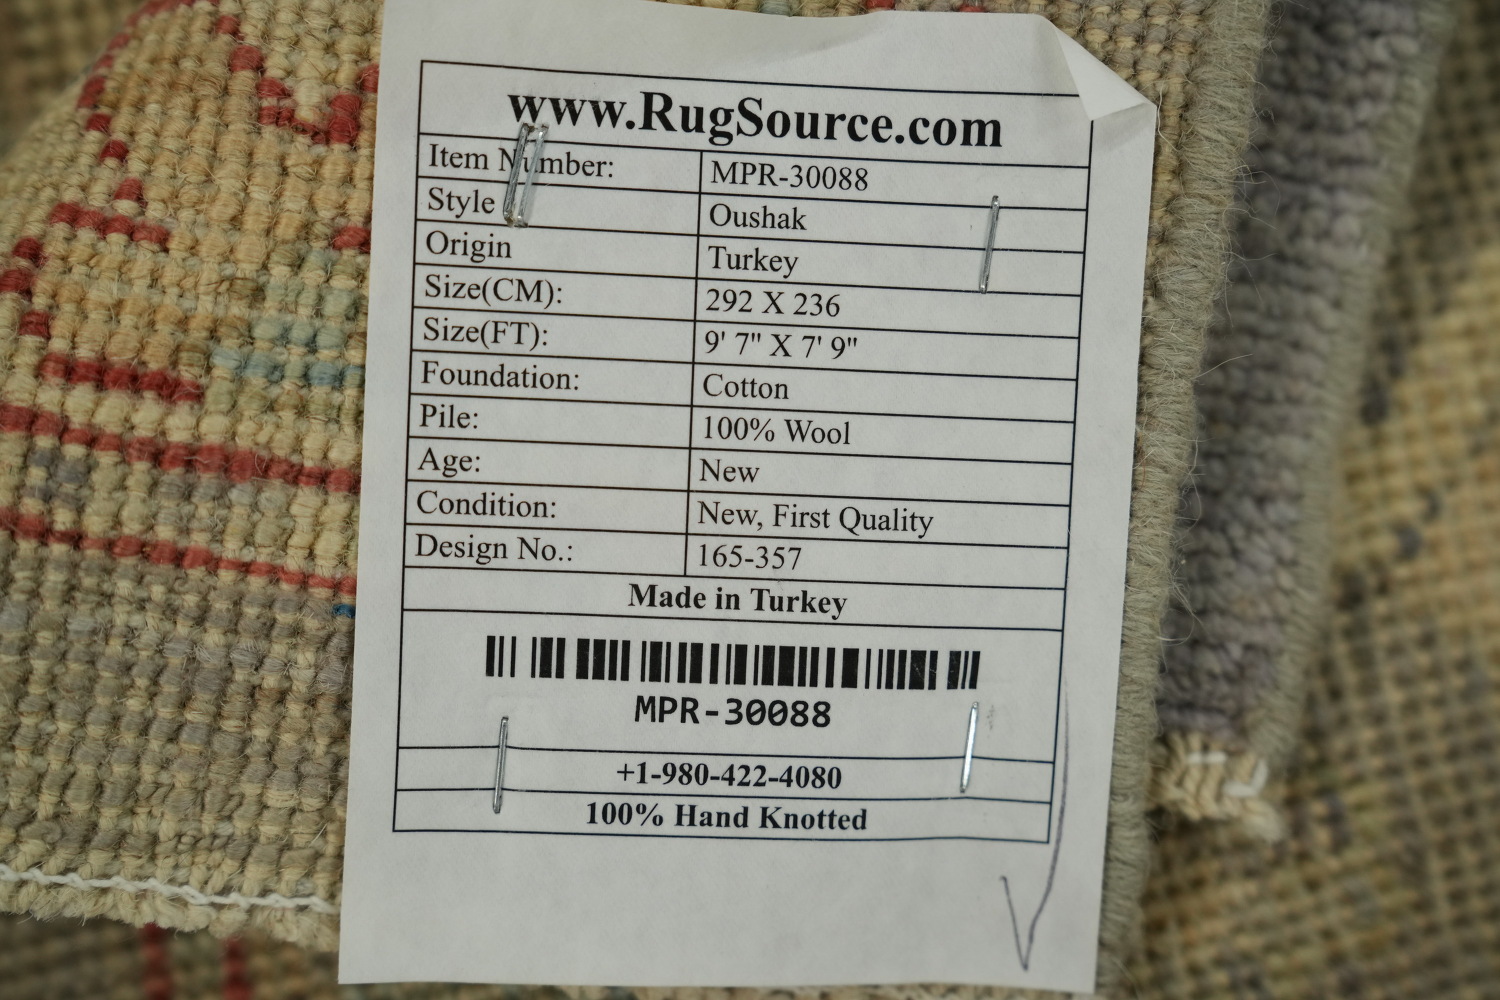 www.RugSource.com
Item Number: MPR-30088
Style Oushak
Origin Turkey
Size(CM): 292 X 236
Size(FT): 9' 7" X 7' 9"
Foundation: Cotton
Pile: 100% Wool
Age: New
Condition: New, First Quality
Design No.: 165-357
Made in Turkey
MPR-30088
+1-980-422-4080
100% Hand Knotted